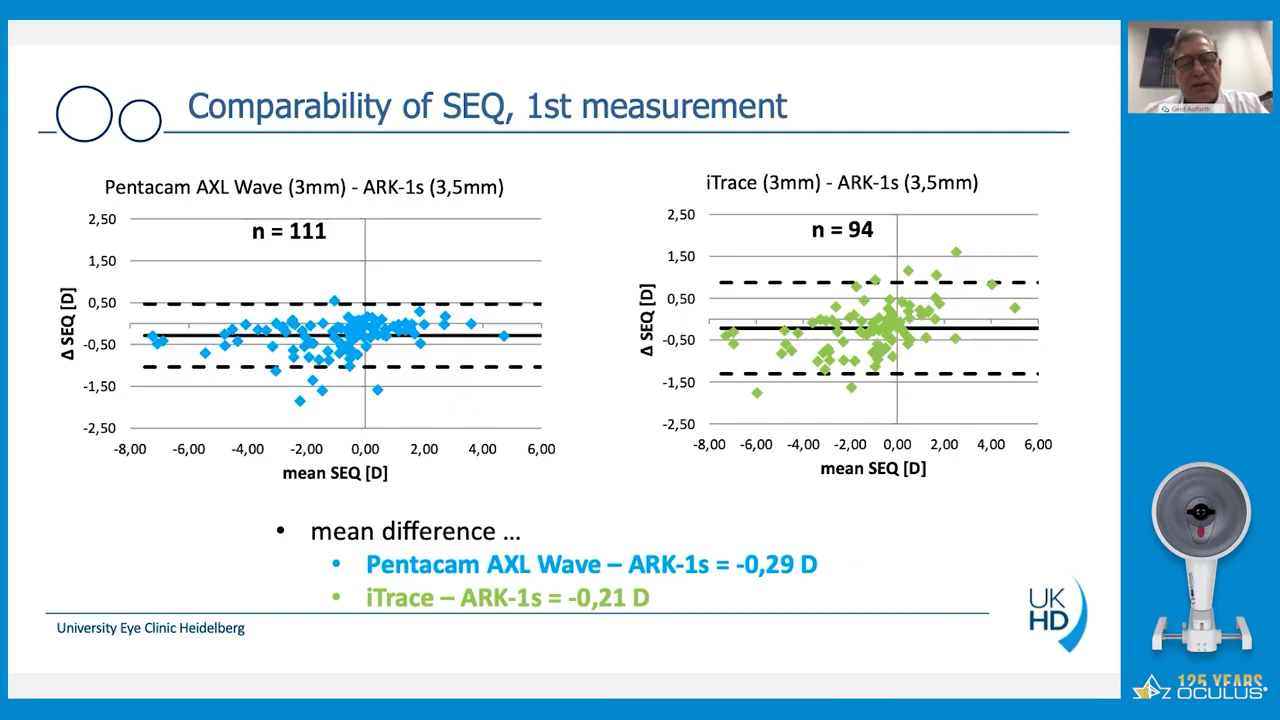 Comparability of SEQ, 1st measurement
Pentacam AXL Wave (3mm) - ARK-1s (3,5mm)
n = 111
2,50
1,50
0,50
-0,50
-1,50
-2,50
Δ SEQ [D]
-8,00 -6,00 -4,00 -2,00 0,00 2,00 4,00 6,00
mean SEQ [D]
iTrace (3mm) - ARK-1s (3,5mm)
n = 94
2,50
1,50
0,50
-0,50
-1,50
-2,50
Δ SEQ [D]
-8,00 -6,00 -4,00 -2,00 0,00 2,00 4,00 6,00
mean SEQ [D]
• mean difference ...
• Pentacam AXL Wave – ARK-1s = -0,29 D
• iTrace – ARK-1s = -0,21 D
University Eye Clinic Heidelberg
UK
HD
Gerd Auffarth
125 YEARS
OCULUS®